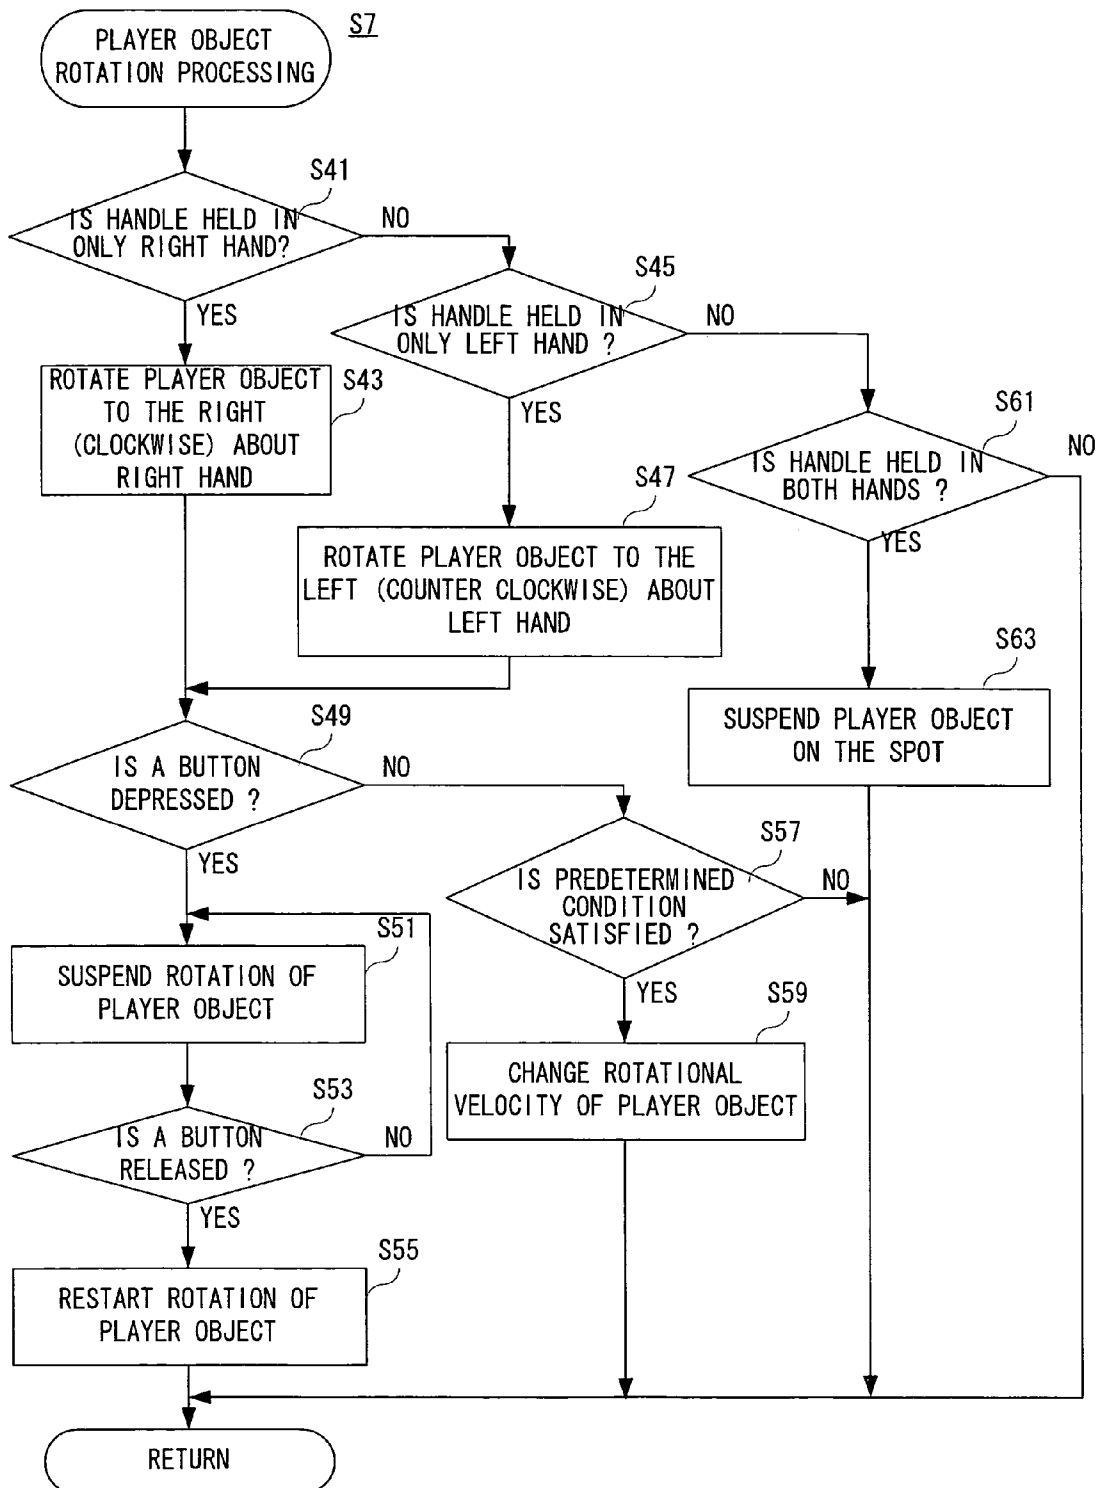 PLAYER OBJECT
ROTATION PROCESSING
S7
S41
IS HANDLE HELD IN
ONLY RIGHT HAND?
NO
YES
S45
IS HANDLE HELD IN
ONLY LEFT HAND ?
NO
YES
S43
ROTATE PLAYER OBJECT
TO THE RIGHT
(CLOCKWISE) ABOUT
RIGHT HAND
S61
IS HANDLE HELD IN
BOTH HANDS ?
NO
YES
S47
ROTATE PLAYER OBJECT TO THE
LEFT (COUNTER CLOCKWISE) ABOUT
LEFT HAND
S63
SUSPEND PLAYER OBJECT
ON THE SPOT
S49
IS A BUTTON
DEPRESSED ?
NO
YES
S57
IS PREDETERMINED
CONDITION
SATISFIED ?
NO
YES
S51
SUSPEND ROTATION OF
PLAYER OBJECT
S59
CHANGE ROTATIONAL
VELOCITY OF PLAYER OBJECT
S53
IS A BUTTON
RELEASED ?
NO
YES
S55
RESTART ROTATION OF
PLAYER OBJECT
RETURN